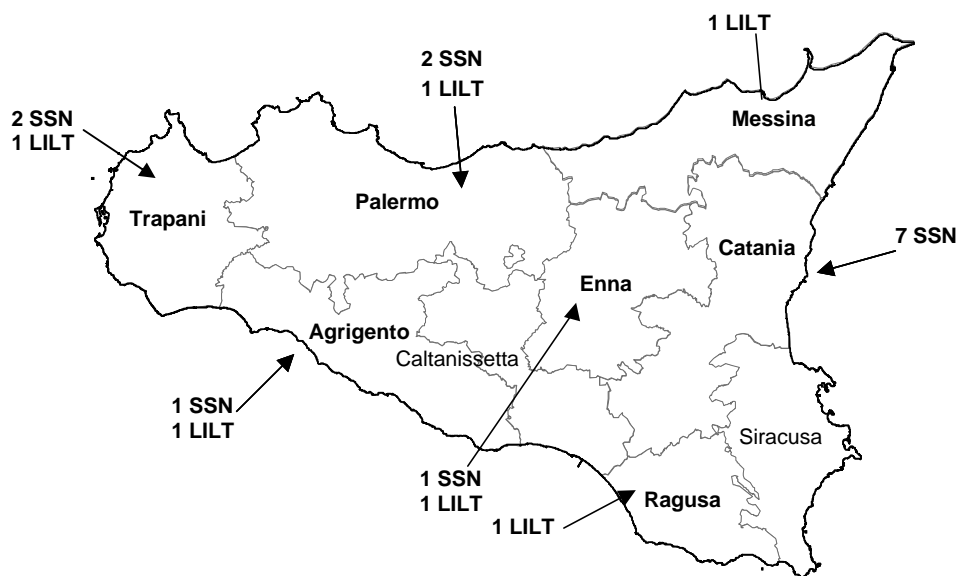 1 LILT
2 SSN
1 LILT
2 SSN
1 LILT
Messina
Palermo
Trapani
Catania
7 SSN
Enna
Agrigento
Caltanissetta
1 SSN
1 LILT
Siracusa
1 SSN
1 LILT
Ragusa
1 LILT